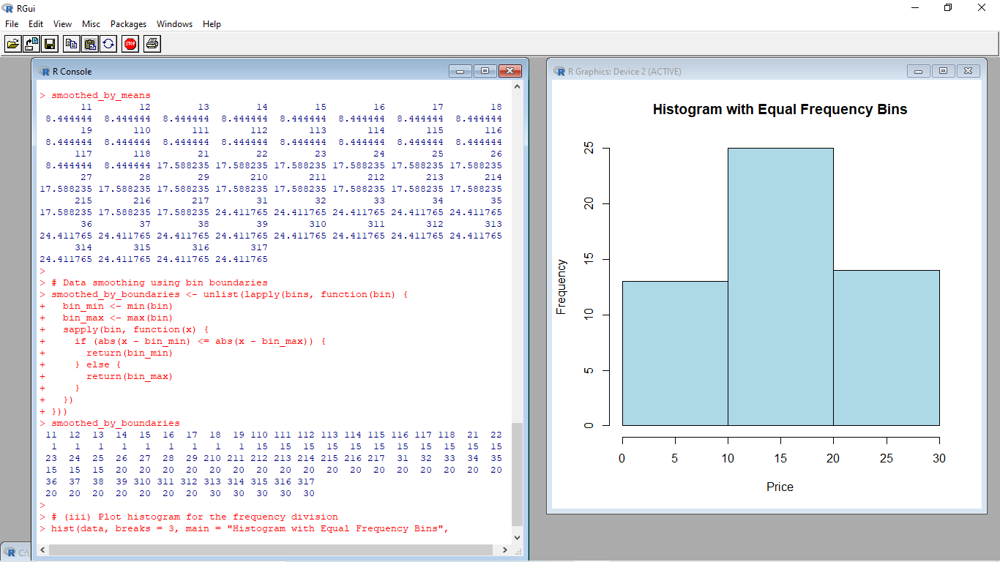 RGui
File Edit View Misc Packages Windows Help
STOP
R Console
> smoothed_by_means
11 12 13 14 15 16 17 18
8.444444 8.444444 8.444444 8.444444 8.444444 8.444444 8.444444 8.444444
19 110 111 112 113 114 115 116
8.444444 8.444444 8.444444 8.444444 8.444444 8.444444 8.444444 8.444444
117 118 21 22 23 24 25 26
8.444444 8.444444 17.588235 17.588235 17.588235 17.588235 17.588235 17.588235
27 28 29 210 211 212 213 214
17.588235 17.588235 17.588235 17.588235 17.588235 17.588235 17.588235 17.588235
215 216 217 31 32 33 34 35
17.588235 17.588235 17.588235 24.411765 24.411765 24.411765 24.411765 24.411765
36 37 38 39 310 311 312 313
24.411765 24.411765 24.411765 24.411765 24.411765 24.411765 24.411765 24.411765
314 315 316 317
24.411765 24.411765 24.411765 24.411765
>
> # Data smoothing using bin boundaries
> smoothed_by_boundaries <- unlist(lapply(bins, function(bin) {
+   bin_min <- min(bin)
+   bin_max <- max(bin)
+   sapply(bin, function(x) {
+     if (abs(x - bin_min) <= abs(x - bin_max)) {
+       return(bin_min)
+     } else {
+       return(bin_max)
+     }
+   })
+ }))
> smoothed_by_boundaries
11 12 13 14 15 16 17 18 19 110 111 112 113 114 115 116 117 118 21 22
1 1 1 1 1 1 1 1 1 15 15 15 15 15 15 15 15 15 15 15
23 24 25 26 27 28 29 210 211 212 213 214 215 216 217 31 32 33 34 35
15 15 15 20 20 20 20 20 20 20 20 20 20 20 20 20 20 20 20 20
36 37 38 39 310 311 312 313 314 315 316 317
20 20 20 20 20 20 20 30 30 30 30 30
>
> # (iii) Plot histogram for the frequency division
> hist(data, breaks = 3, main = "Histogram with Equal Frequency Bins",
C:\
R Graphics: Device 2 (ACTIVE)
Histogram with Equal Frequency Bins
Frequency
25
20
15
10
5
0
0 5 10 15 20 25 30
Price